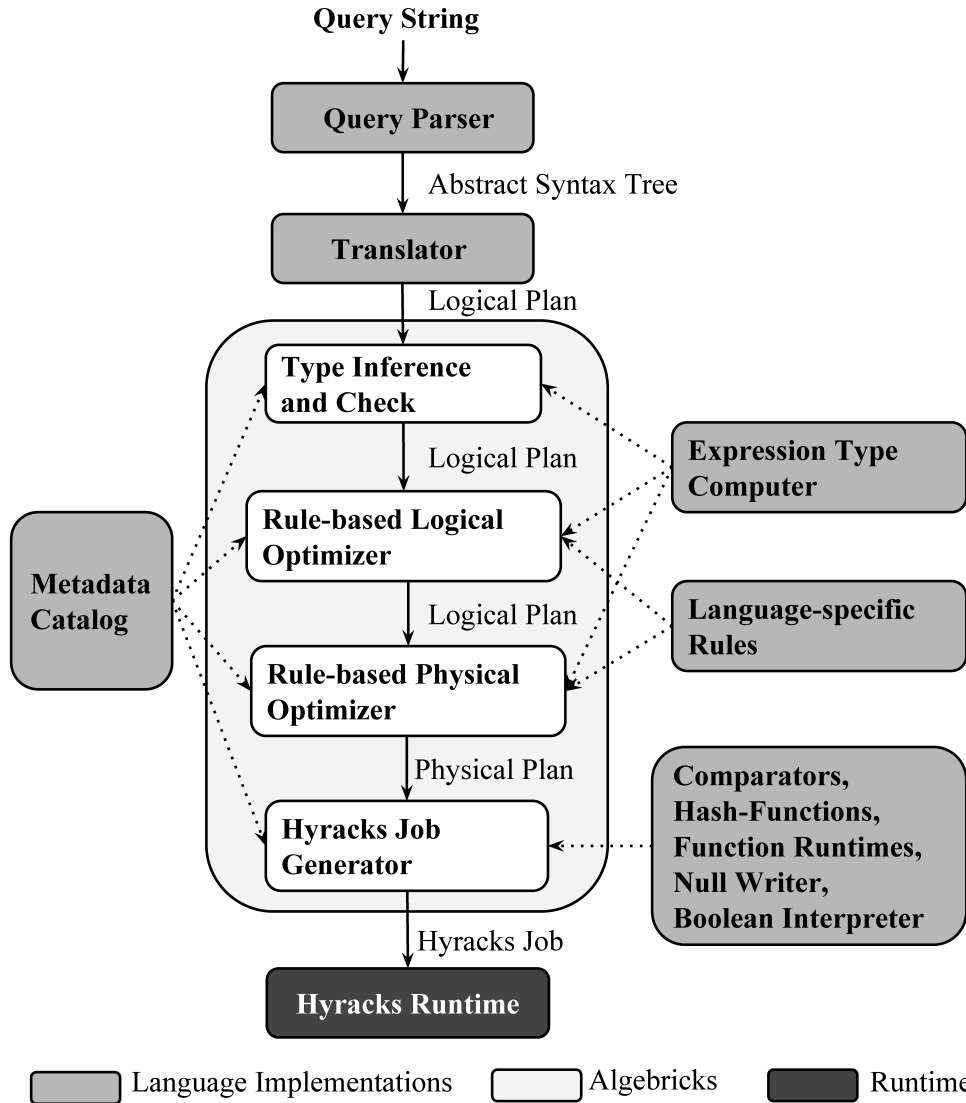 Query String
Query Parser
Abstract Syntax Tree
Translator
Logical Plan
Type Inference
and Check
Logical Plan
Expression Type
Computer
Rule-based Logical
Optimizer
Metadata
Catalog
Logical Plan
Language-specific
Rules
Rule-based Physical
Optimizer
Physical Plan
Comparators,
Hash-Functions,
Function Runtimes,
Null Writer,
Boolean Interpreter
Hyracks Job
Generator
Hyracks Job
Hyracks Runtime
Language Implementations
Algebricks
Runtime